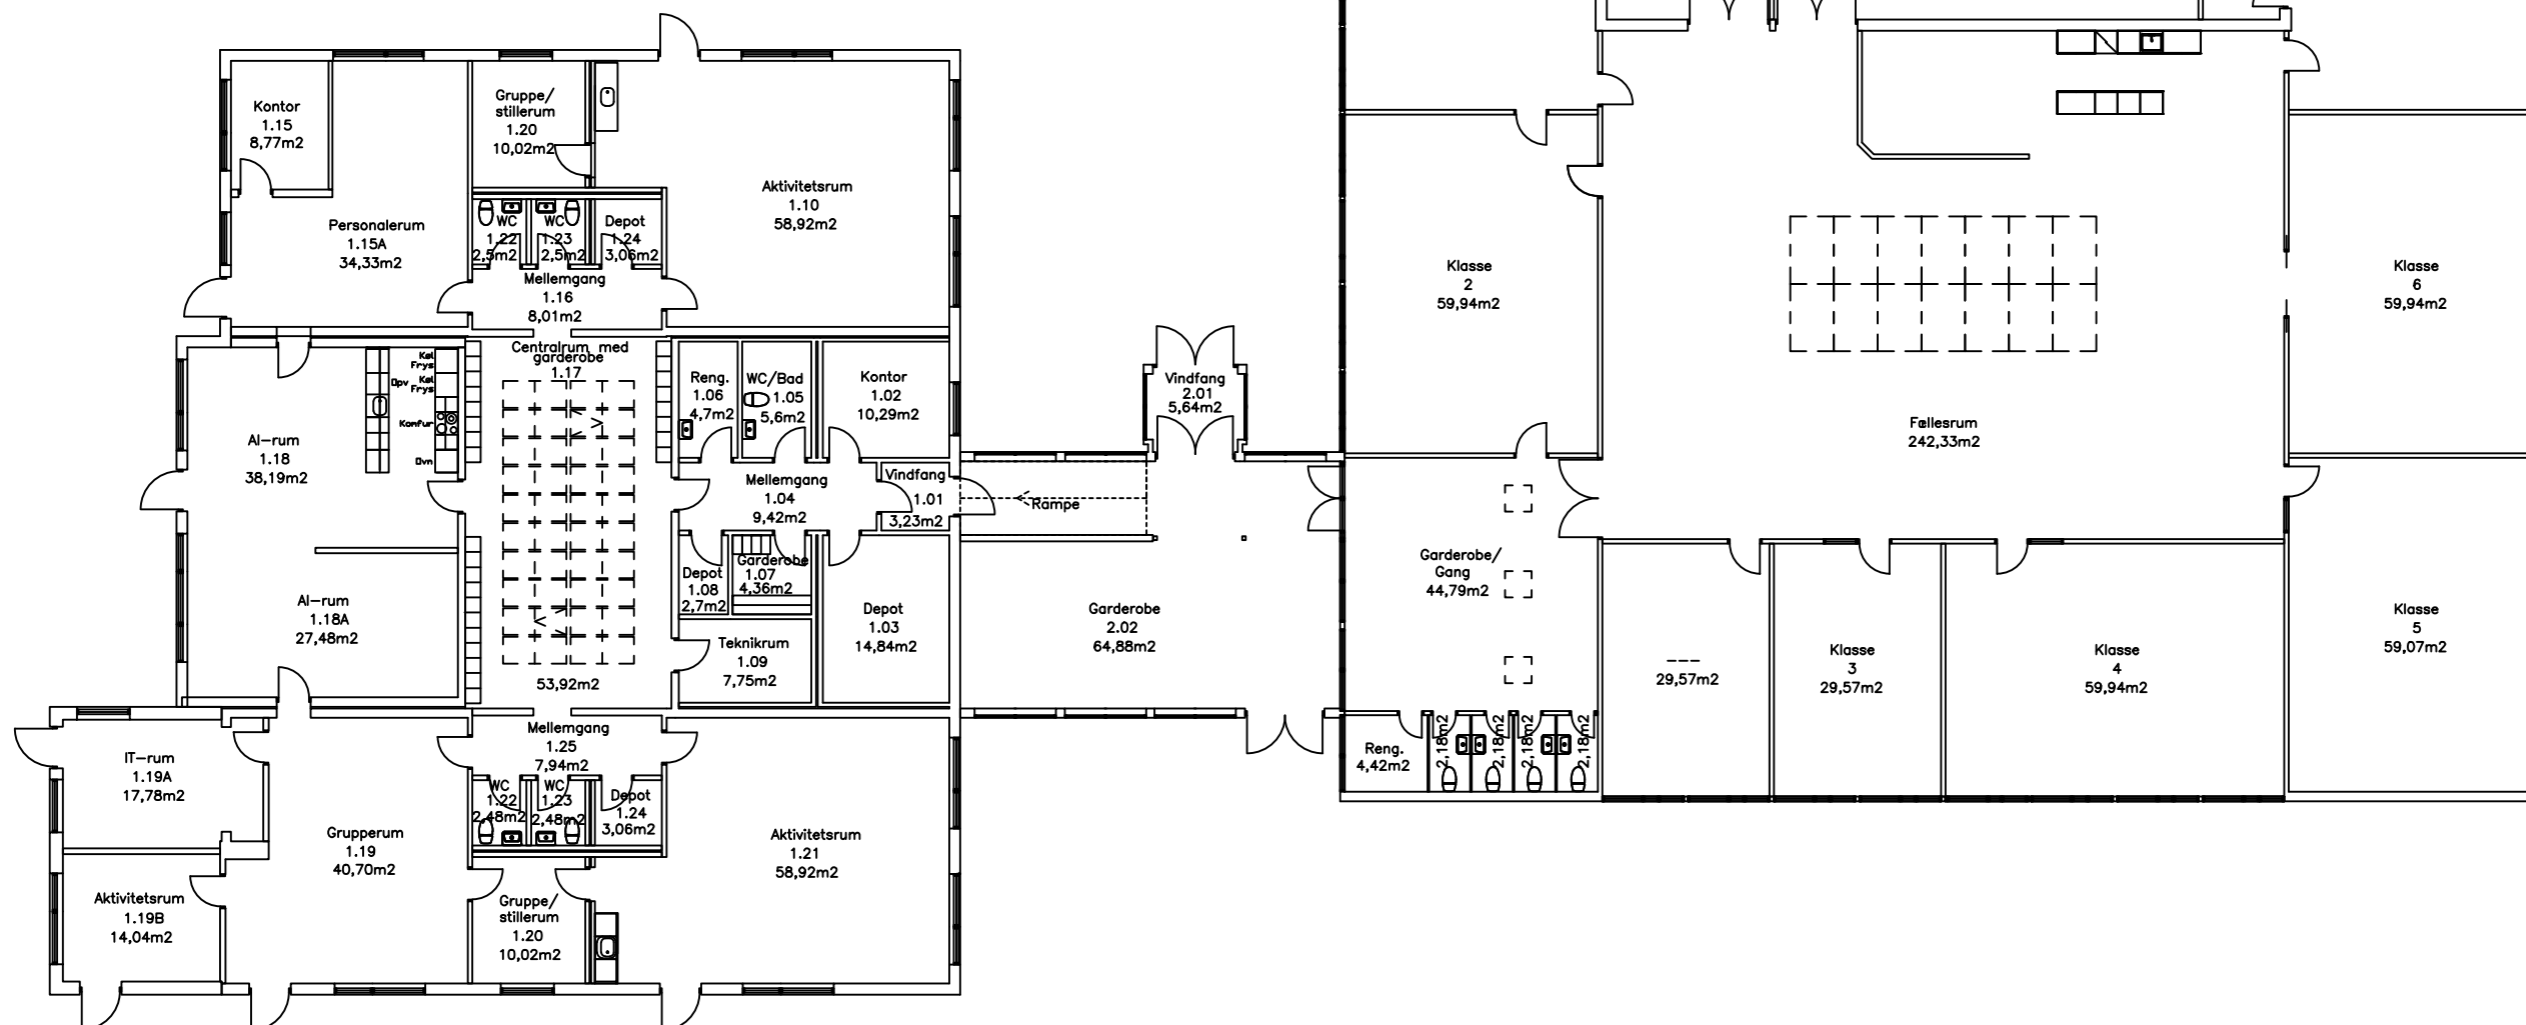 Kontor
1.15
8,77m2
Gruppe/
stillerum
1.20
10,02m2
Personalerum
1.15A
34,33m2
WC
1.22
2,5m2
WC
1.23
2,5m2
Depot
1.24
3,06m2
Aktivitetsrum
1.10
58,92m2
Mellemgang
1.16
8,01m2
Centralrum med
garderobe
1.17
53,92m2
Køl
Frys
Opv
Køl
Frys
Komfur
Ovn
Al-rum
1.18
38,19m2
Al-rum
1.18A
27,48m2
Reng.
1.06
4,7m2
WC/Bad
1.05
5,6m2
Kontor
1.02
10,29m2
Mellemgang
1.04
9,42m2
Vindfang
1.01
3,23m2
Rampe
Depot
1.08
2,7m2
Garderobe
1.07
4,36m2
Depot
1.03
14,84m2
Teknikrum
1.09
7,75m2
Vindfang
2.01
5,64m2
Garderobe
2.02
64,88m2
IT-rum
1.19A
17,78m2
Aktivitetsrum
1.19B
14,04m2
Grupperum
1.19
40,70m2
Mellemgang
1.25
7,94m2
WC
1.22
2,48m2
WC
1.23
2,48m2
Depot
1.24
3,06m2
Gruppe/
stillerum
1.20
10,02m2
Aktivitetsrum
1.21
58,92m2
Klasse
2
59,94m2
Garderobe/
Gang
44,79m2
Reng.
4,42m2
2,18m2
2,18m2
2,18m2
2,18m2
Fællesrum
242,33m2
---
29,57m2
Klasse
3
29,57m2
Klasse
4
59,94m2
Klasse
6
59,94m2
Klasse
5
59,07m2